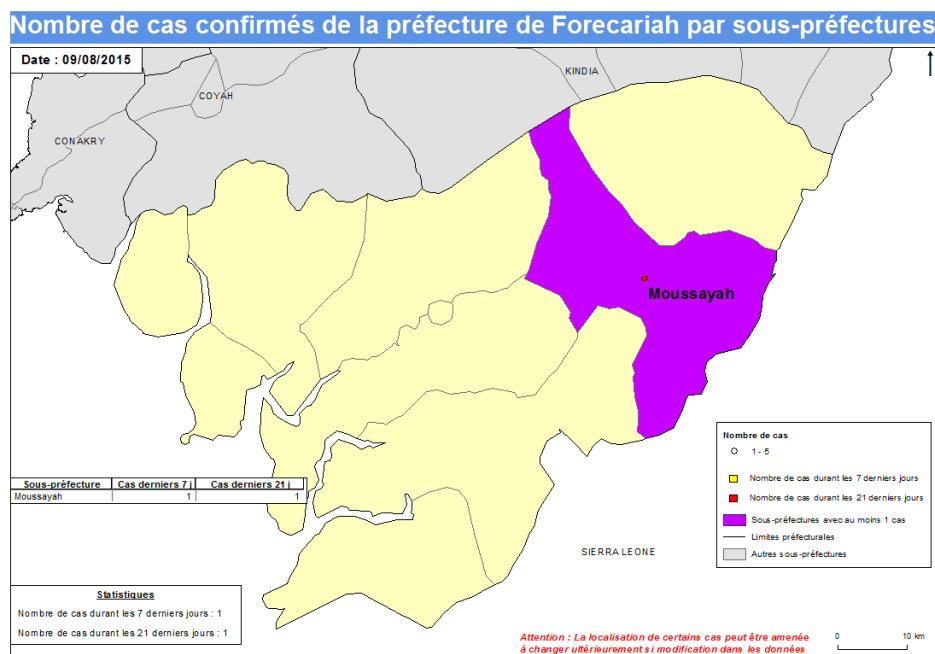 Nombre de cas confirmés de la préfecture de Forecariah par sous-préfectures
Date : 09/08/2015
KINDIA
COYAH
CONAKRY
Moussayah
Sous-préfecture Cas derniers 7 j Cas derniers 21 j
Moussayah 1 1
SIERRA LEONE
Nombre de cas
1 - 5
Nombre de cas durant les 7 derniers jours
Nombre de cas durant les 21 derniers jours
Sous-préfectures avec au moins 1 cas
Limites préfecturales
Autres sous-préfectures
Statistiques
Nombre de cas durant les 7 derniers jours : 1
Nombre de cas durant les 21 derniers jours : 1
Attention : La localisation de certains cas peut être amenée
à changer ultérieurement si modification dans les données
0 10 km